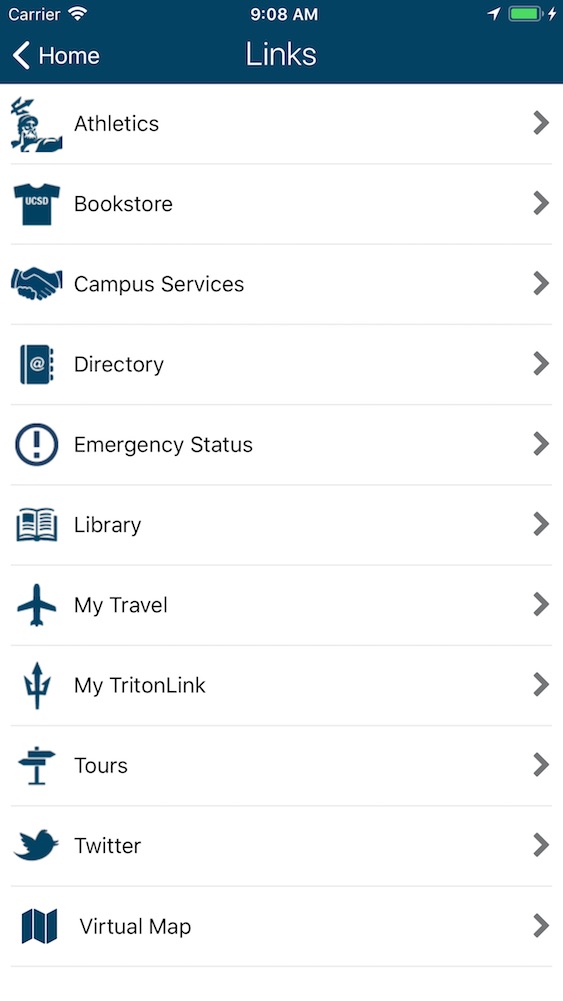 Carrier 9:08 AM
Home Links
Athletics
UCSD
Bookstore
Campus Services
@
Directory
Emergency Status
Library
My Travel
My TritonLink
Tours
Twitter
Virtual Map